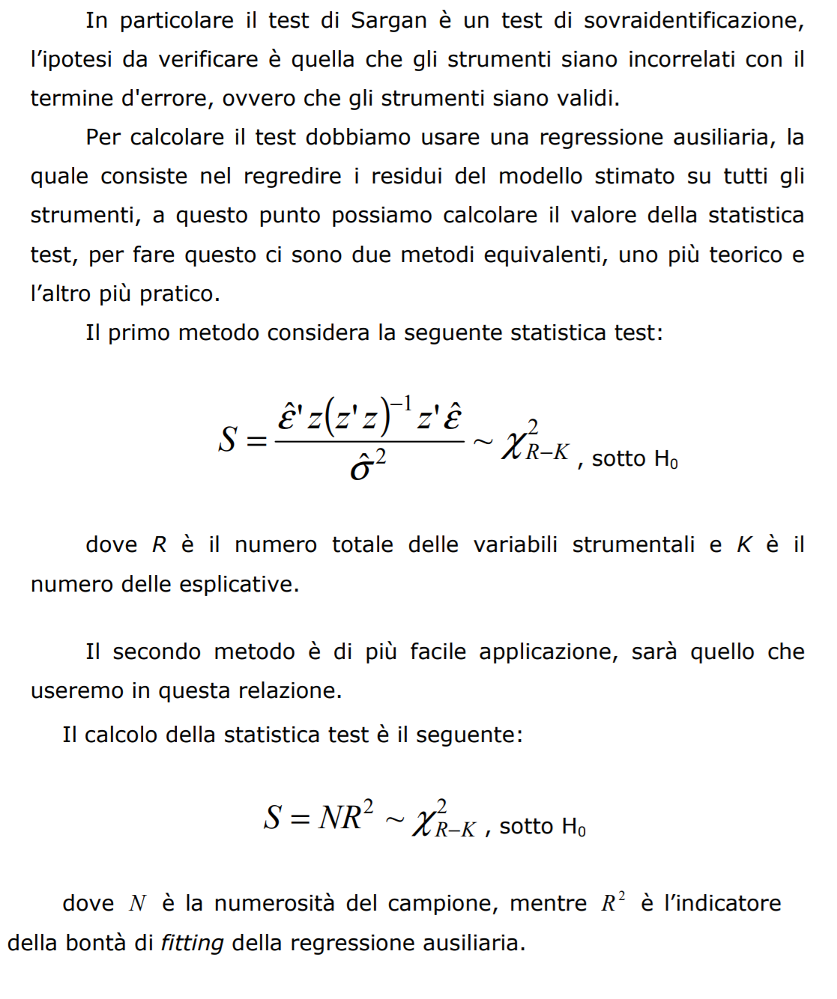 In particolare il test di Sargan è un test di sovraidentificazione,
l’ipotesi da verificare è quella che gli strumenti siano incorrelati con il
termine d'errore, ovvero che gli strumenti siano validi.
Per calcolare il test dobbiamo usare una regressione ausiliaria, la
quale consiste nel regredire i residui del modello stimato su tutti gli
strumenti, a questo punto possiamo calcolare il valore della statistica
test, per fare questo ci sono due metodi equivalenti, uno più teorico e
l’altro più pratico.
Il primo metodo considera la seguente statistica test:
S = \frac{\hat{ε}' z(z' z)^{-1} z' \hat{ε}}{\hat{σ}^2} ~ χ^2_{R-K} , sotto H₀
dove R è il numero totale delle variabili strumentali e K è il
numero delle esplicative.
Il secondo metodo è di più facile applicazione, sarà quello che
useremo in questa relazione.
Il calcolo della statistica test è il seguente:
S = NR^2 ~ χ^2_{R-K} , sotto H₀
dove N è la numerosità del campione, mentre R^2 è l’indicatore
della bontà di fitting della regressione ausiliaria.